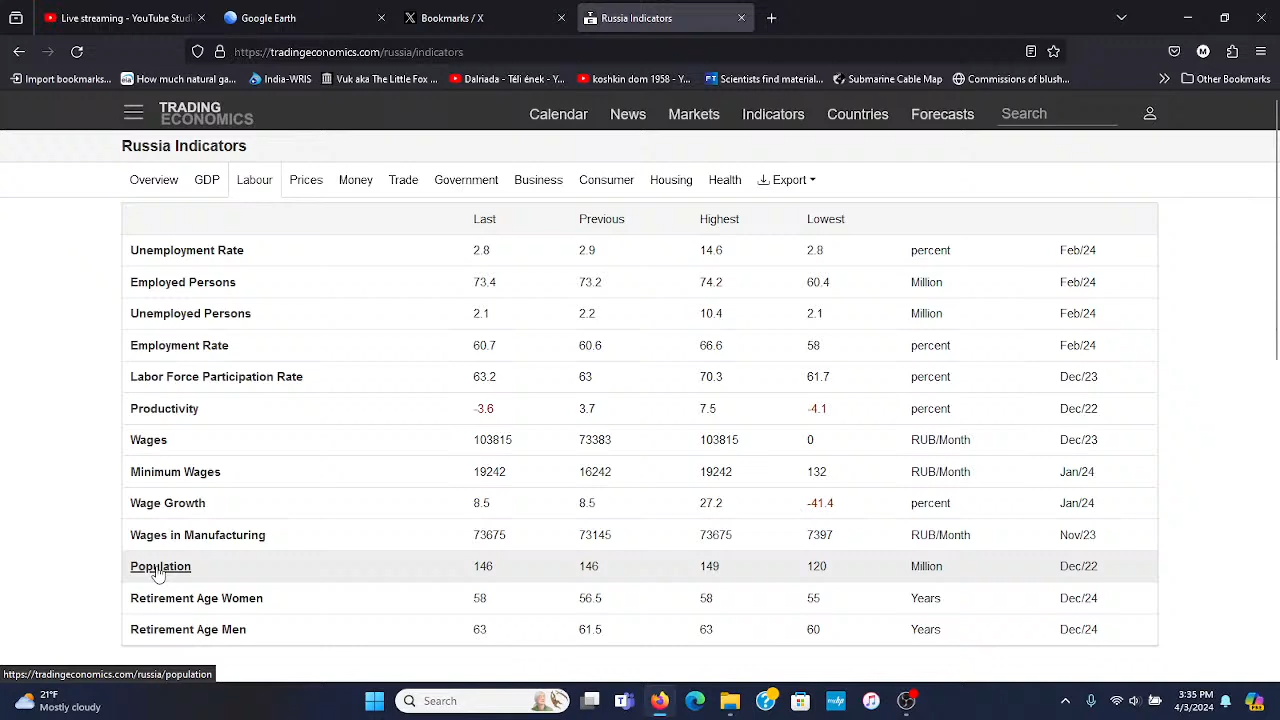 Live streaming - YouTube Studi
Google Earth
Bookmarks / X
Russia Indicators
https://tradingeconomics.com/russia/indicators
Import bookmarks...
How much natural ga...
India-WRIS
Vuk aka The Little Fox ...
Dalriada - Téli ének - Y...
koshkin dom 1958 - Y...
Scientists find material...
Submarine Cable Map
Commissions of blush...
Other Bookmarks
TRADING
ECONOMICS
Calendar News Markets Indicators Countries Forecasts Search
Russia Indicators
Overview GDP Labour Prices Money Trade Government Business Consumer Housing Health Export
Last Previous Highest Lowest
Unemployment Rate 2.8 2.9 14.6 2.8 percent Feb/24
Employed Persons 73.4 73.2 74.2 60.4 Million Feb/24
Unemployed Persons 2.1 2.2 10.4 2.1 Million Feb/24
Employment Rate 60.7 60.6 66.6 58 percent Feb/24
Labor Force Participation Rate 63.2 63 70.3 61.7 percent Dec/23
Productivity -3.6 3.7 7.5 -4.1 percent Dec/22
Wages 103815 73383 103815 0 RUB/Month Dec/23
Minimum Wages 19242 16242 19242 132 RUB/Month Jan/24
Wage Growth 8.5 8.5 27.2 -41.4 percent Jan/24
Wages in Manufacturing 73675 73145 73675 7397 RUB/Month Nov/23
Population 146 146 149 120 Million Dec/22
Retirement Age Women 58 56.5 58 55 Years Dec/24
Retirement Age Men 63 61.5 63 60 Years Dec/24
https://tradingeconomics.com/russia/population
21°F
Mostly cloudy
Search
3:35 PM
4/3/2024